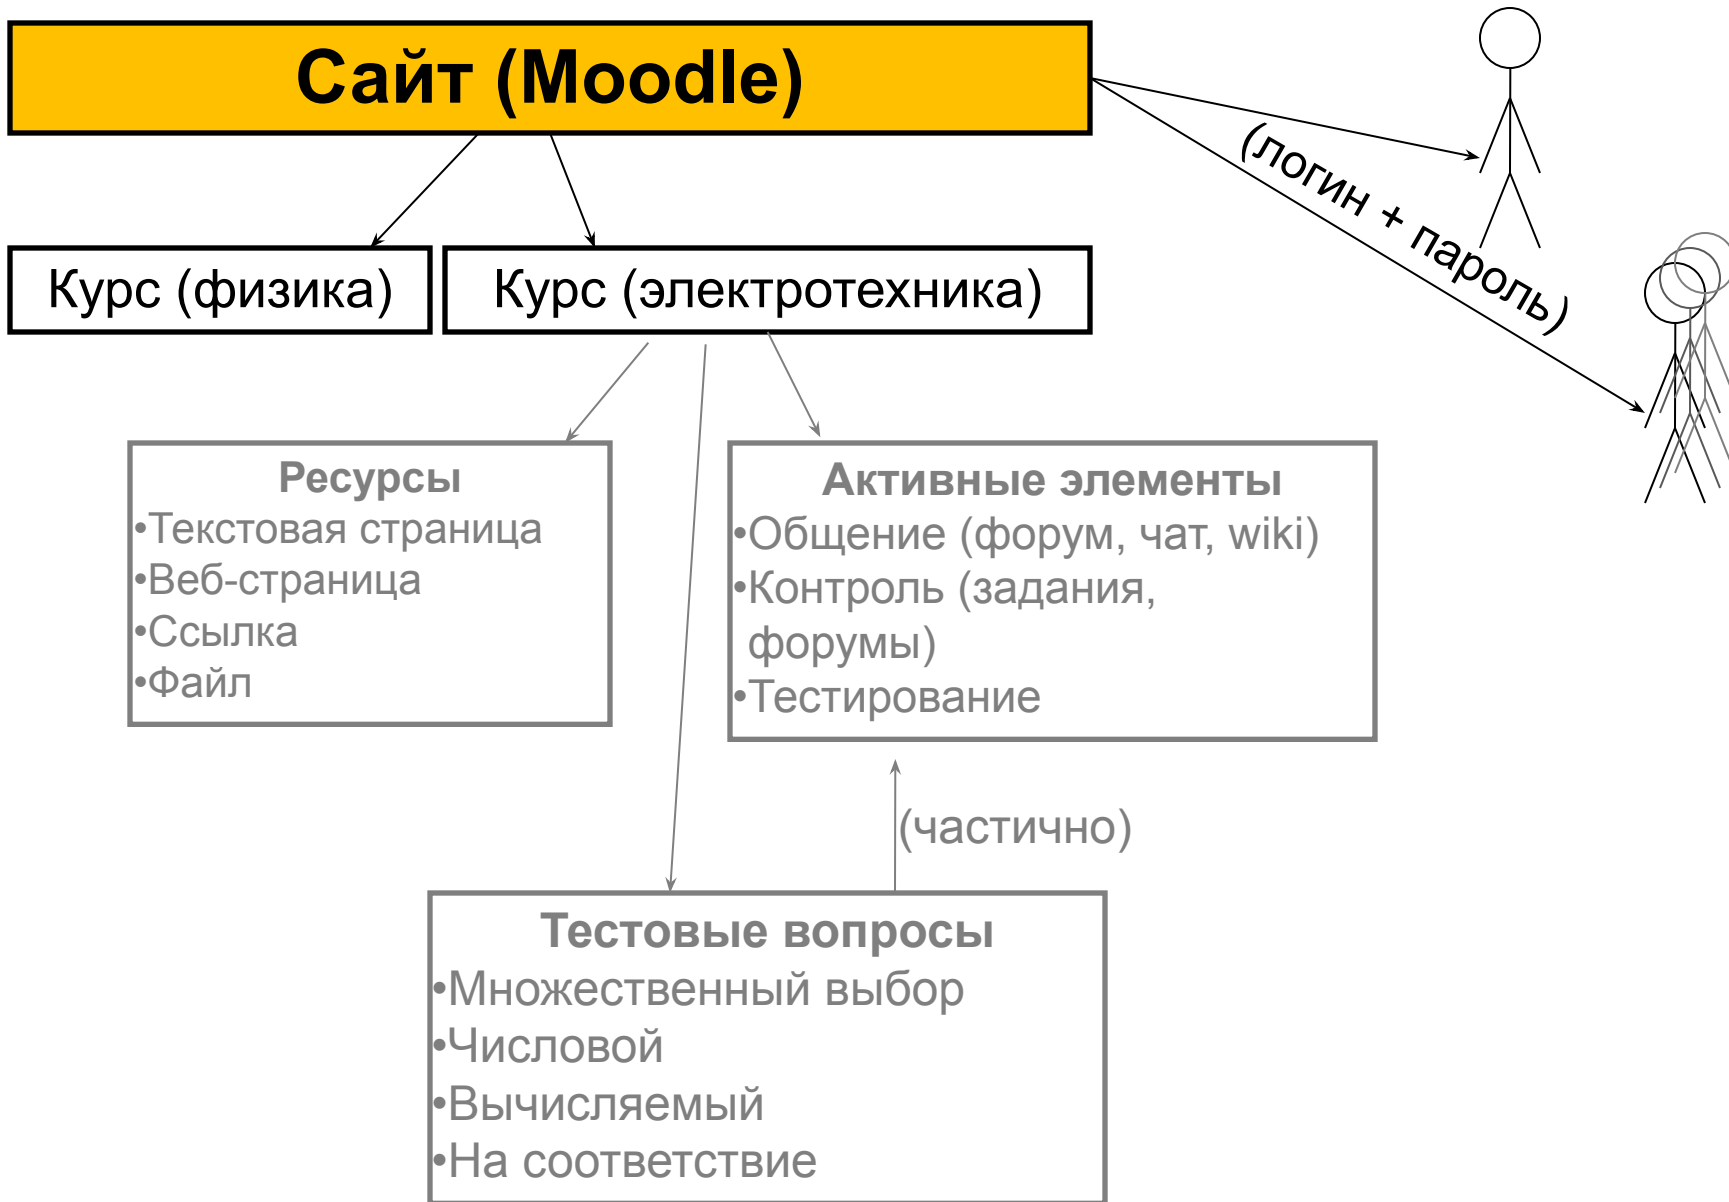 Сайт (Moodle)
(логин + пароль)
Курс (физика)
Курс (электротехника)
Ресурсы
•Текстовая страница
•Веб-страница
•Ссылка
•Файл
Активные элементы
•Общение (форум, чат, wiki)
•Контроль (задания,
форумы)
•Тестирование
(частично)
Тестовые вопросы
•Множественный выбор
•Числовой
•Вычисляемый
•На соответствие